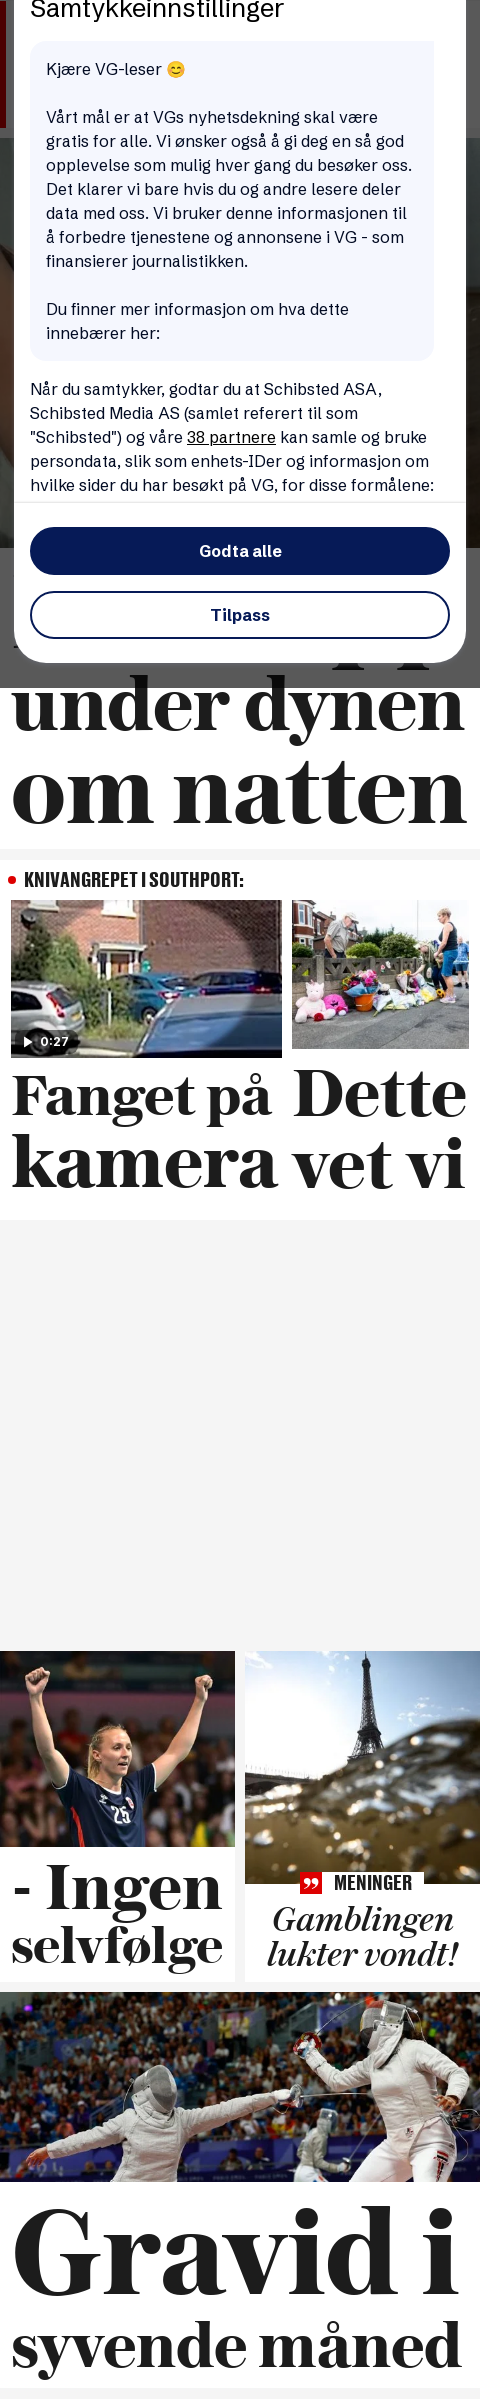 Samtykkeinnstillinger
Kjære VG-leser 😊
Vårt mål er at VGs nyhetsdekning skal være
gratis for alle. Vi ønsker også å gi deg en så god
opplevelse som mulig hver gang du besøker oss.
Det klarer vi bare hvis du og andre lesere deler
data med oss. Vi bruker denne informasjonen til
å forbedre tjenestene og annonsene i VG - som
finansierer journalistikken.
Du finner mer informasjon om hva dette
innebærer her:
Når du samtykker, godtar du at Schibsted ASA,
Schibsted Media AS (samlet referert til som
"Schibsted") og våre 38 partnere kan samle og bruke
persondata, slik som enhets-IDer og informasjon om
hvilke sider du har besøkt på VG, for disse formålene:
Godta alle
Tilpass
under dynen
om natten
KNIVANGREPET I SOUTHPORT:
0:27
Fanget på
kamera
Dette
vet vi
25
- Ingen
selvfølge
MENINGER
Gamblingen
lukter vondt!
Gravid i
syvende måned